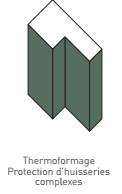 Thermoformage
Protection d'huisseries
complexes